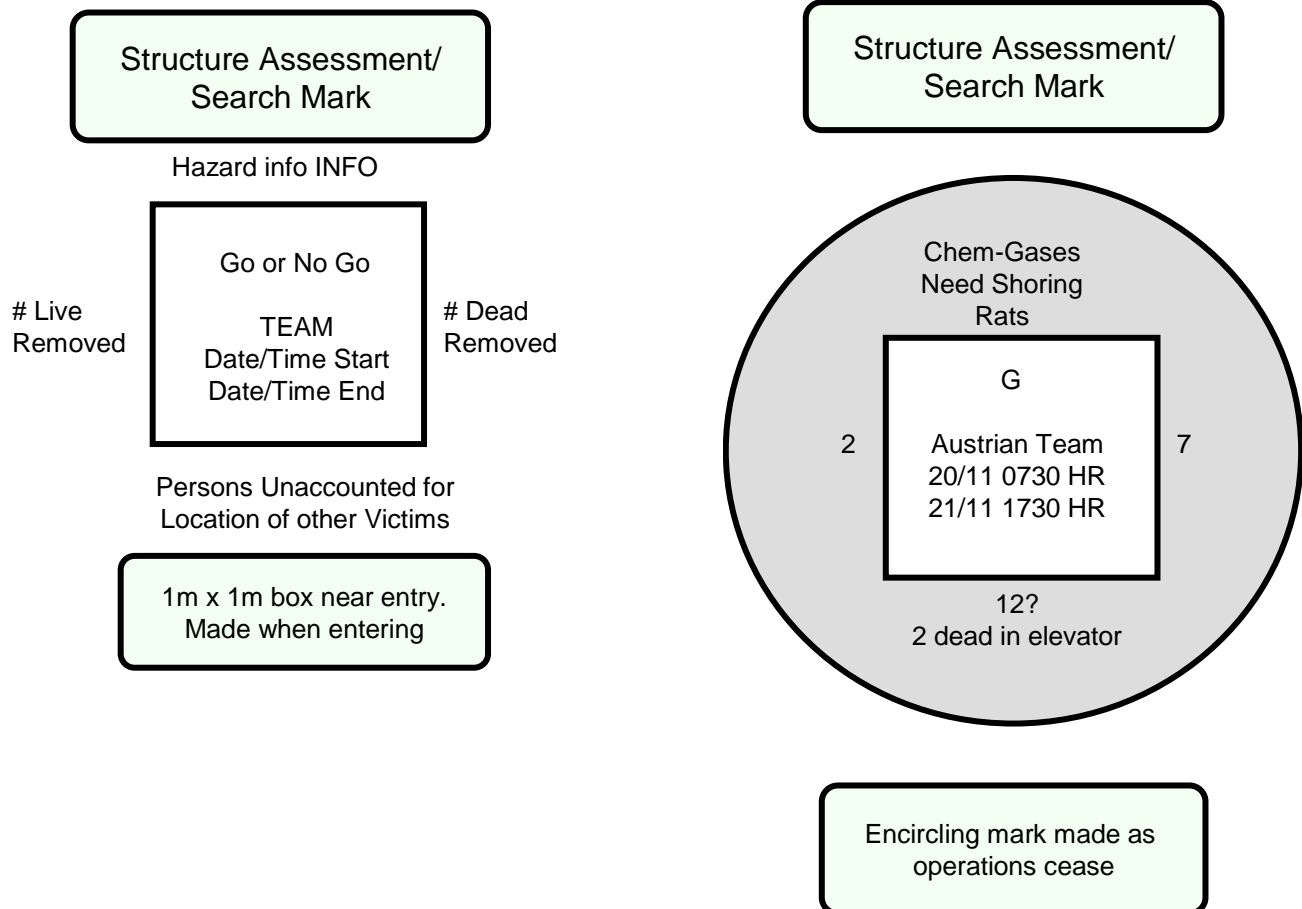 Structure Assessment/
Search Mark
Hazard info INFO
Go or No Go
TEAM
Date/Time Start
Date/Time End
# Live
Removed
# Dead
Removed
Persons Unaccounted for
Location of other Victims
1m x 1m box near entry.
Made when entering
Structure Assessment/
Search Mark
Chem-Gases
Need Shoring
Rats
G
2
Austrian Team
20/11 0730 HR
21/11 1730 HR
7
12?
2 dead in elevator
Encircling mark made as
operations cease